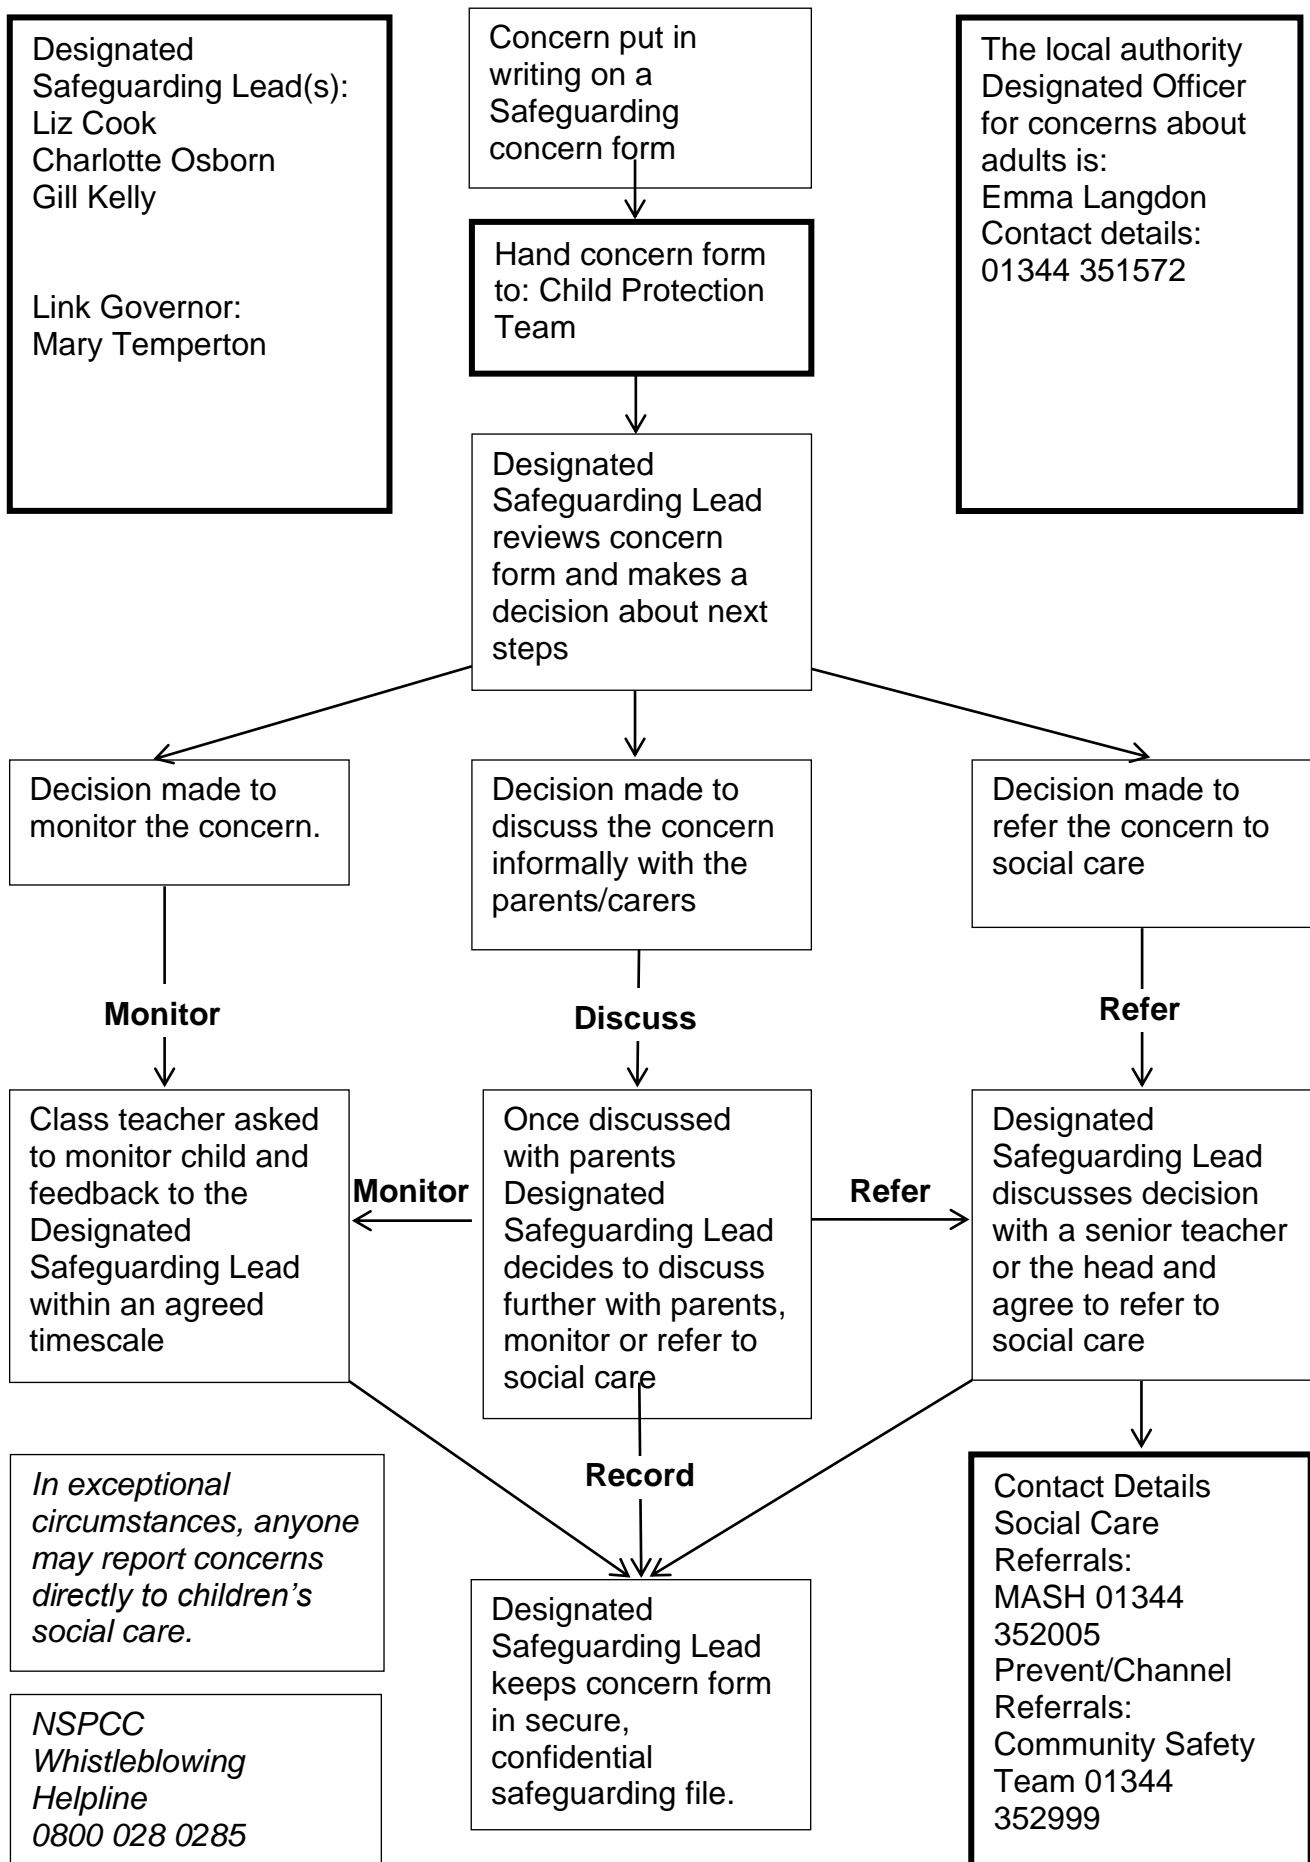 Designated
Safeguarding Lead(s):
Liz Cook
Charlotte Osborn
Gill Kelly
Link Governor:
Mary Temperton
Concern put in
writing on a
Safeguarding
concern form
The local authority
Designated Officer
for concerns about
adults is:
Emma Langdon
Contact details:
01344 351572
Hand concern form
to: Child Protection
Team
Designated
Safeguarding Lead
reviews concern
form and makes a
decision about next
steps
Decision made to
monitor the concern.
Decision made to
discuss the concern
informally with the
parents/carers
Decision made to
refer the concern to
social care
Monitor
Discuss
Refer
Class teacher asked
to monitor child and
feedback to the
Designated
Safeguarding Lead
within an agreed
timescale
Monitor
Once discussed
with parents
Designated
Safeguarding Lead
decides to discuss
further with parents,
monitor or refer to
social care
Refer
Designated
Safeguarding Lead
discusses decision
with a senior teacher
or the head and
agree to refer to
social care
Record
In exceptional
circumstances, anyone
may report concerns
directly to children’s
social care.
NSPCC
Whistleblowing
Helpline
0800 028 0285
Designated
Safeguarding Lead
keeps concern form
in secure,
confidential
safeguarding file.
Contact Details
Social Care
Referrals:
MASH 01344
352005
Prevent/Channel
Referrals:
Community Safety
Team 01344
352999